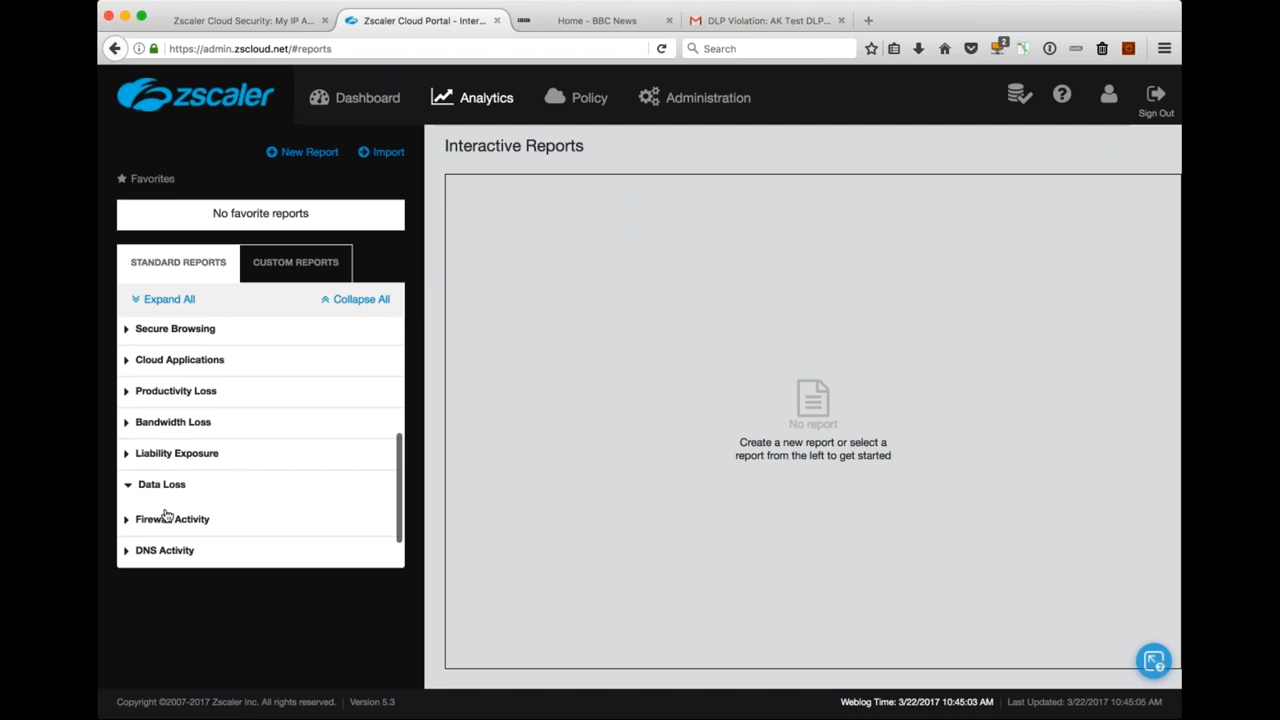 Zscaler Cloud Security: My IP A...
Zscaler Cloud Portal - Inter...
BBC
Home - BBC News
DLP Violation: AK Test DLP...
https://admin.zscloud.net/#reports
Search
2
zscaler
Dashboard
Analytics
Policy
Administration
Sign Out
New Report
Import
Favorites
No favorite reports
STANDARD REPORTS
CUSTOM REPORTS
Expand All
Collapse All
Secure Browsing
Cloud Applications
Productivity Loss
Bandwidth Loss
Liability Exposure
Data Loss
Firewall Activity
DNS Activity
Interactive Reports
No report
Create a new report or select a
report from the left to get started
Copyright ©2007-2017 Zscaler Inc. All rights reserved. | Version 5.3
Weblog Time: 3/22/2017 10:45:03 AM | Last Updated: 3/22/2017 10:45:05 AM